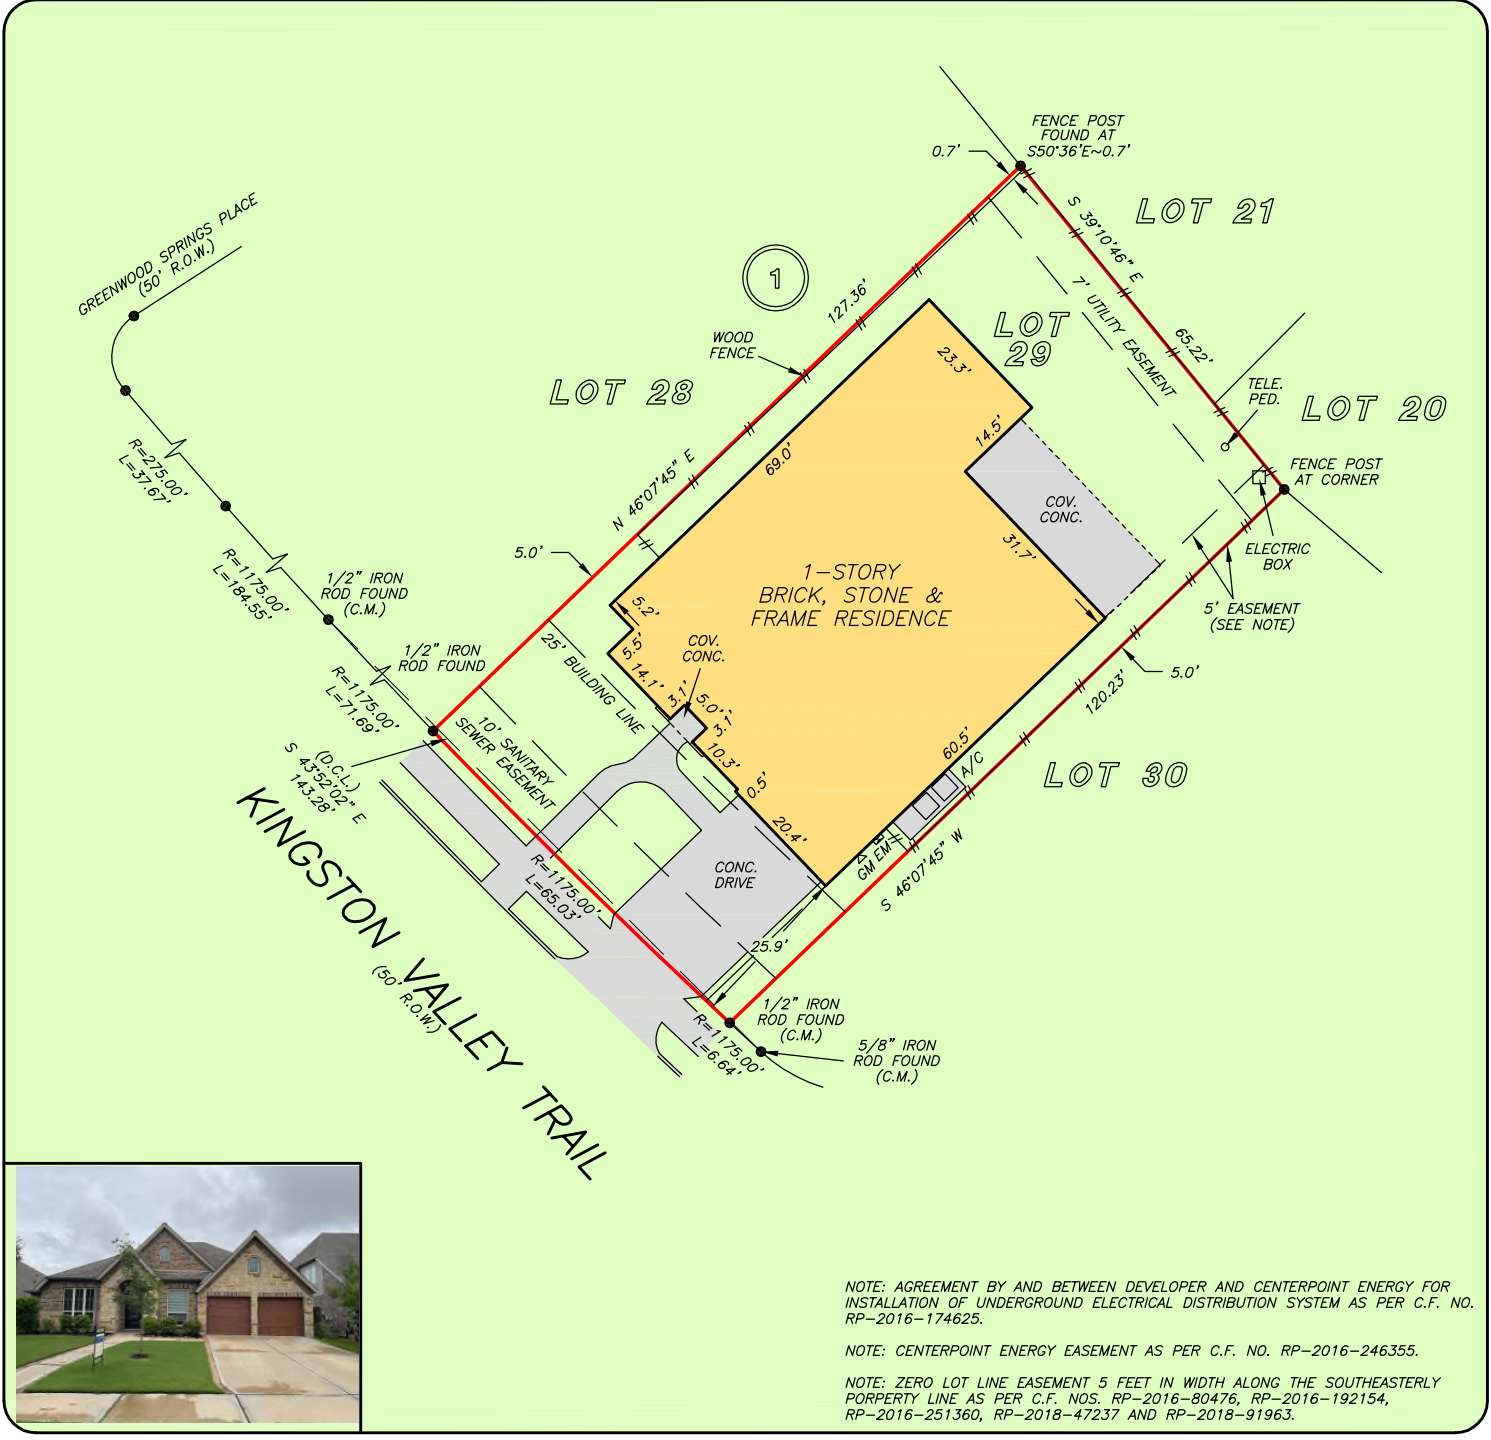 FENCE POST
FOUND AT
S50°36'E~0.7'
0.7'
LOT 21
S 39°10'46" E
GREENWOOD SPRINGS PLACE
(50' R.O.W.)
1
127.36'
7' UTILITY EASEMENT
65.22'
LOT
29
WOOD
FENCE
23.3'
LOT 28
TELE.
PED.
LOT 20
14.5'
69.0'
FENCE POST
AT CORNER
R=275.00'
L=37.67'
N 46°07'45" E
COV.
CONC.
31.7'
ELECTRIC
BOX
5.0'
R=1175.00'
L=184.55'
1/2" IRON
ROD FOUND
(C.M.)
1-STORY
BRICK, STONE &
FRAME RESIDENCE
5' EASEMENT
(SEE NOTE)
5.2'
5.5'
COV.
CONC.
1/2" IRON
ROD FOUND
25' BUILDING LINE
14.1'
3.1'
5.0'
3.1'
5.0'
120.23'
R=1175.00'
L=71.69'
10' SANITARY
SEWER EASEMENT
10.3'
0.5'
60.5'
A/C
LOT 30
(D.C.L.)
S 43°52'02" E
143.28'
20.4'
GM
EM
S 46°07'45" W
CONC.
DRIVE
R=1175.00'
L=65.03'
25.9'
KINGSTON VALLEY TRAIL
(50' R.O.W.)
1/2" IRON
ROD FOUND
(C.M.)
R=1175.00'
L=6.64'
5/8" IRON
ROD FOUND
(C.M.)
NOTE: AGREEMENT BY AND BETWEEN DEVELOPER AND CENTERPOINT ENERGY FOR
INSTALLATION OF UNDERGROUND ELECTRICAL DISTRIBUTION SYSTEM AS PER C.F. NO.
RP-2016-174625.
NOTE: CENTERPOINT ENERGY EASEMENT AS PER C.F. NO. RP-2016-246355.
NOTE: ZERO LOT LINE EASEMENT 5 FEET IN WIDTH ALONG THE SOUTHEASTERLY
PORPERTY LINE AS PER C.F. NOS. RP-2016-80476, RP-2016-192154,
RP-2016-251360, RP-2018-47237 AND RP-2018-91963.